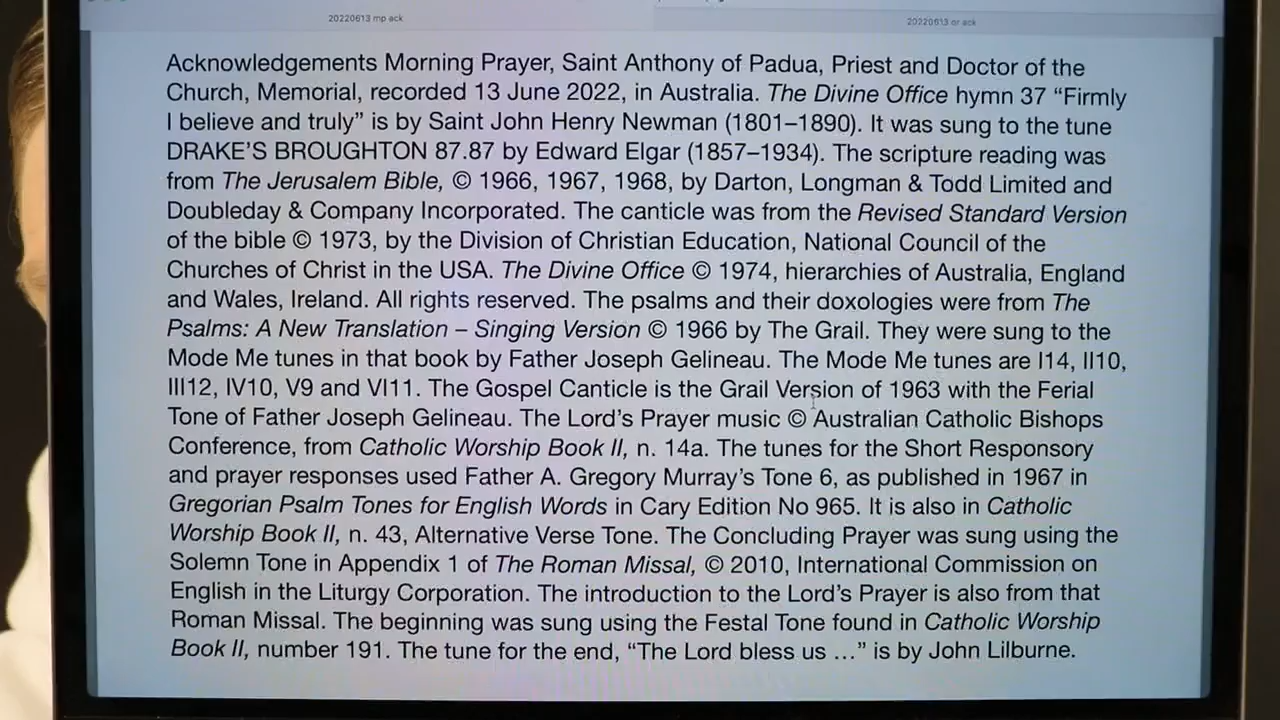 20220613 mp ack
20220613 or ack
Acknowledgements Morning Prayer, Saint Anthony of Padua, Priest and Doctor of the
Church, Memorial, recorded 13 June 2022, in Australia. The Divine Office hymn 37 “Firmly
I believe and truly” is by Saint John Henry Newman (1801–1890). It was sung to the tune
DRAKE’S BROUGHTON 87.87 by Edward Elgar (1857–1934). The scripture reading was
from The Jerusalem Bible, © 1966, 1967, 1968, by Darton, Longman & Todd Limited and
Doubleday & Company Incorporated. The canticle was from the Revised Standard Version
of the bible © 1973, by the Division of Christian Education, National Council of the
Churches of Christ in the USA. The Divine Office © 1974, hierarchies of Australia, England
and Wales, Ireland. All rights reserved. The psalms and their doxologies were from The
Psalms: A New Translation – Singing Version © 1966 by The Grail. They were sung to the
Mode Me tunes in that book by Father Joseph Gelineau. The Mode Me tunes are I14, II10,
III12, IV10, V9 and VI11. The Gospel Canticle is the Grail Version of 1963 with the Ferial
Tone of Father Joseph Gelineau. The Lord’s Prayer music © Australian Catholic Bishops
Conference, from Catholic Worship Book II, n. 14a. The tunes for the Short Responsory
and prayer responses used Father A. Gregory Murray’s Tone 6, as published in 1967 in
Gregorian Psalm Tones for English Words in Cary Edition No 965. It is also in Catholic
Worship Book II, n. 43, Alternative Verse Tone. The Concluding Prayer was sung using the
Solemn Tone in Appendix 1 of The Roman Missal, © 2010, International Commission on
English in the Liturgy Corporation. The introduction to the Lord’s Prayer is also from that
Roman Missal. The beginning was sung using the Festal Tone found in Catholic Worship
Book II, number 191. The tune for the end, “The Lord bless us …” is by John Lilburne.